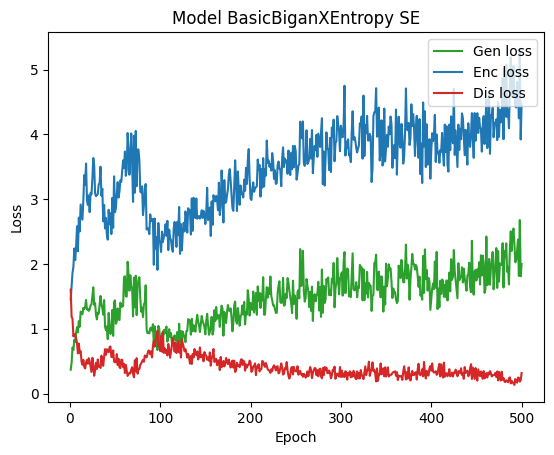 Model BasicBiganXEntropy SE
Gen loss
Enc loss
Dis loss
5
4
3
2
1
0
Loss
0 100 200 300 400 500
Epoch